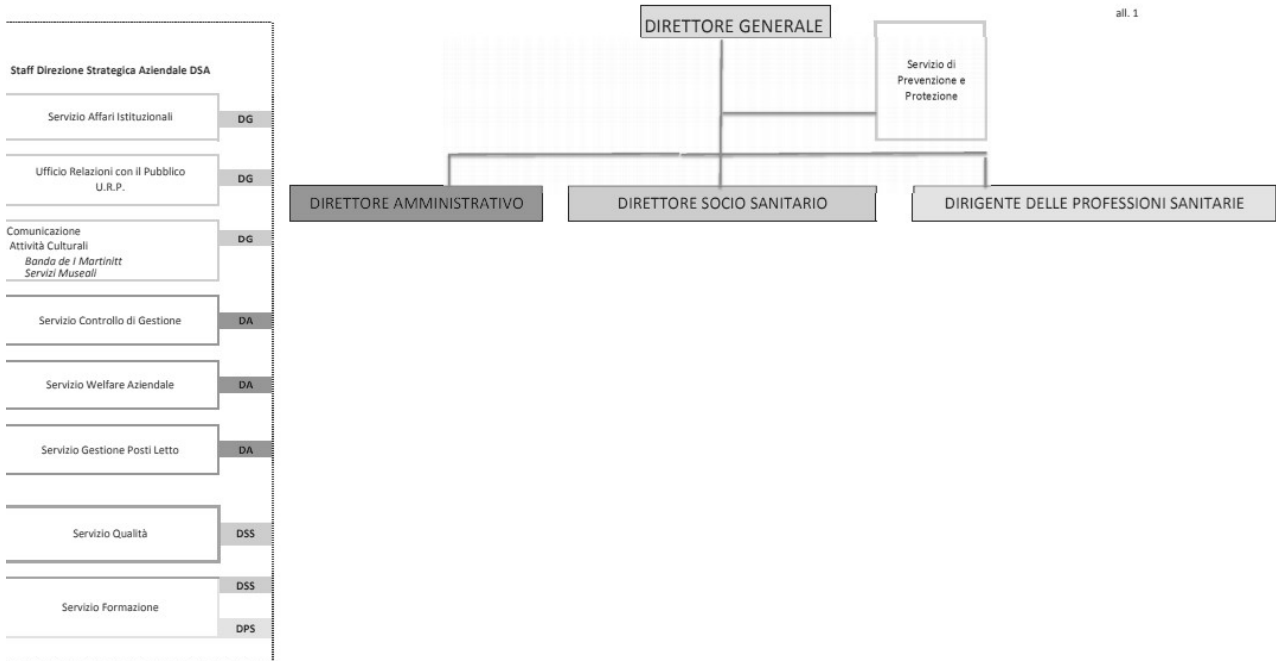 all. 1
DIRETTORE GENERALE
Servizio di
Prevenzione e
Protezione
DIRETTORE AMMINISTRATIVO
DIRETTORE SOCIO SANITARIO
DIRIGENTE DELLE PROFESSIONI SANITARIE
Staff Direzione Strategica Aziendale DSA
Servizio Affari Istituzionali
DG
Ufficio Relazioni con il Pubblico
U.R.P.
DG
Comunicazione
Attività Culturali
Banda de I Martinitt
Servizi Museali
DG
Servizio Controllo di Gestione
DA
Servizio Welfare Aziendale
DA
Servizio Gestione Posti Letto
DA
Servizio Qualità
DSS
Servizio Formazione
DSS
DPS